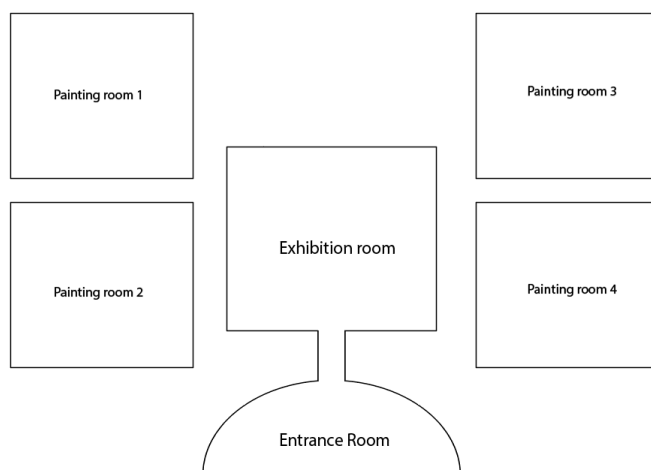 Painting room 1
Painting room 3
Exhibition room
Painting room 2
Painting room 4
Entrance Room